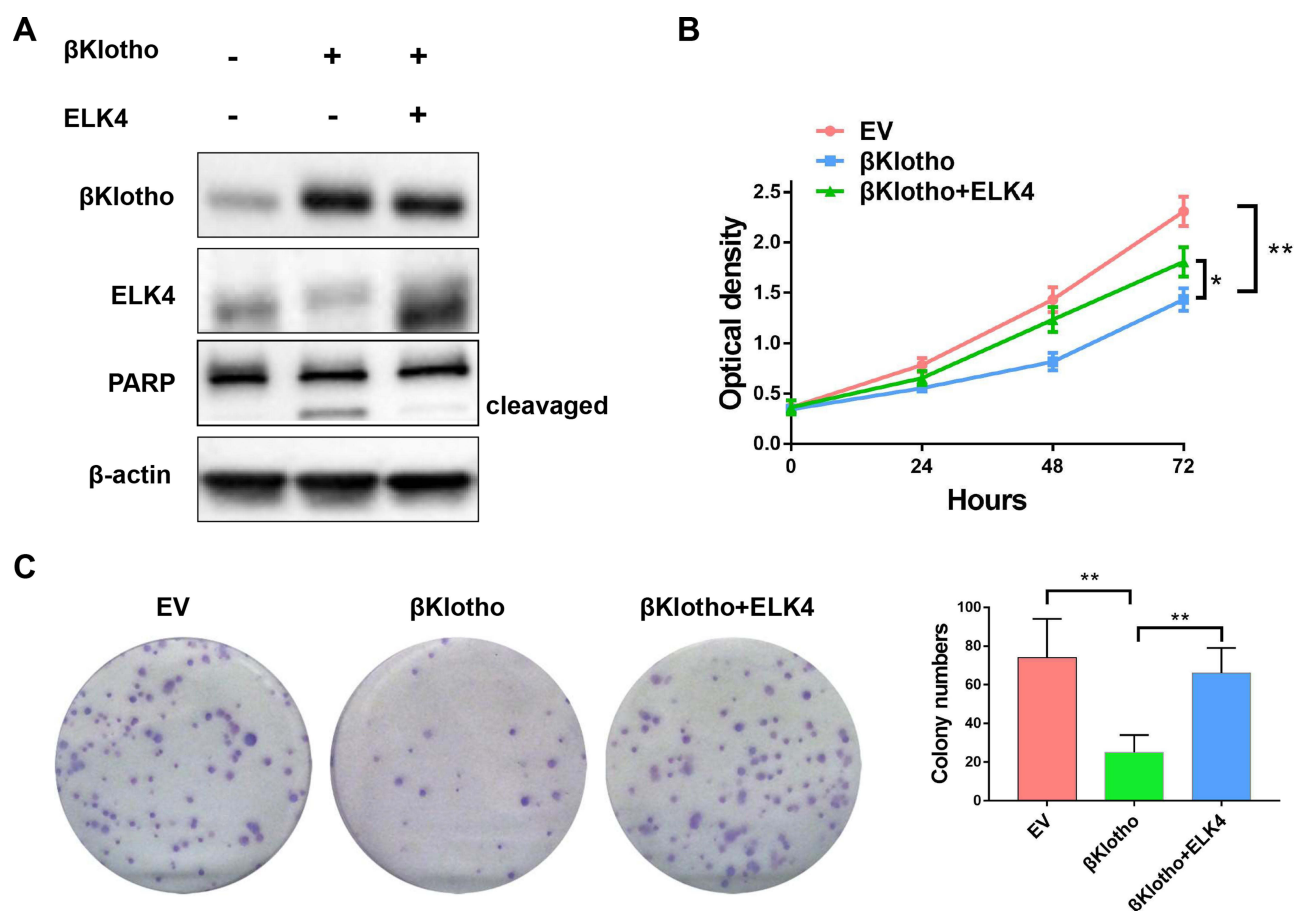 A
βKlotho - + +
ELK4 - - +
βKlotho
ELK4
PARP
cleavaged
β-actin
B
EV
βKlotho
βKlotho+ELK4
Optical density
2.5
2.0
1.5
1.0
0.5
0.0
0 24 48 72
Hours
**
*
C
EV βKlotho βKlotho+ELK4
Colony numbers
100
80
60
40
20
0
** **
EV βKlotho βKlotho+ELK4